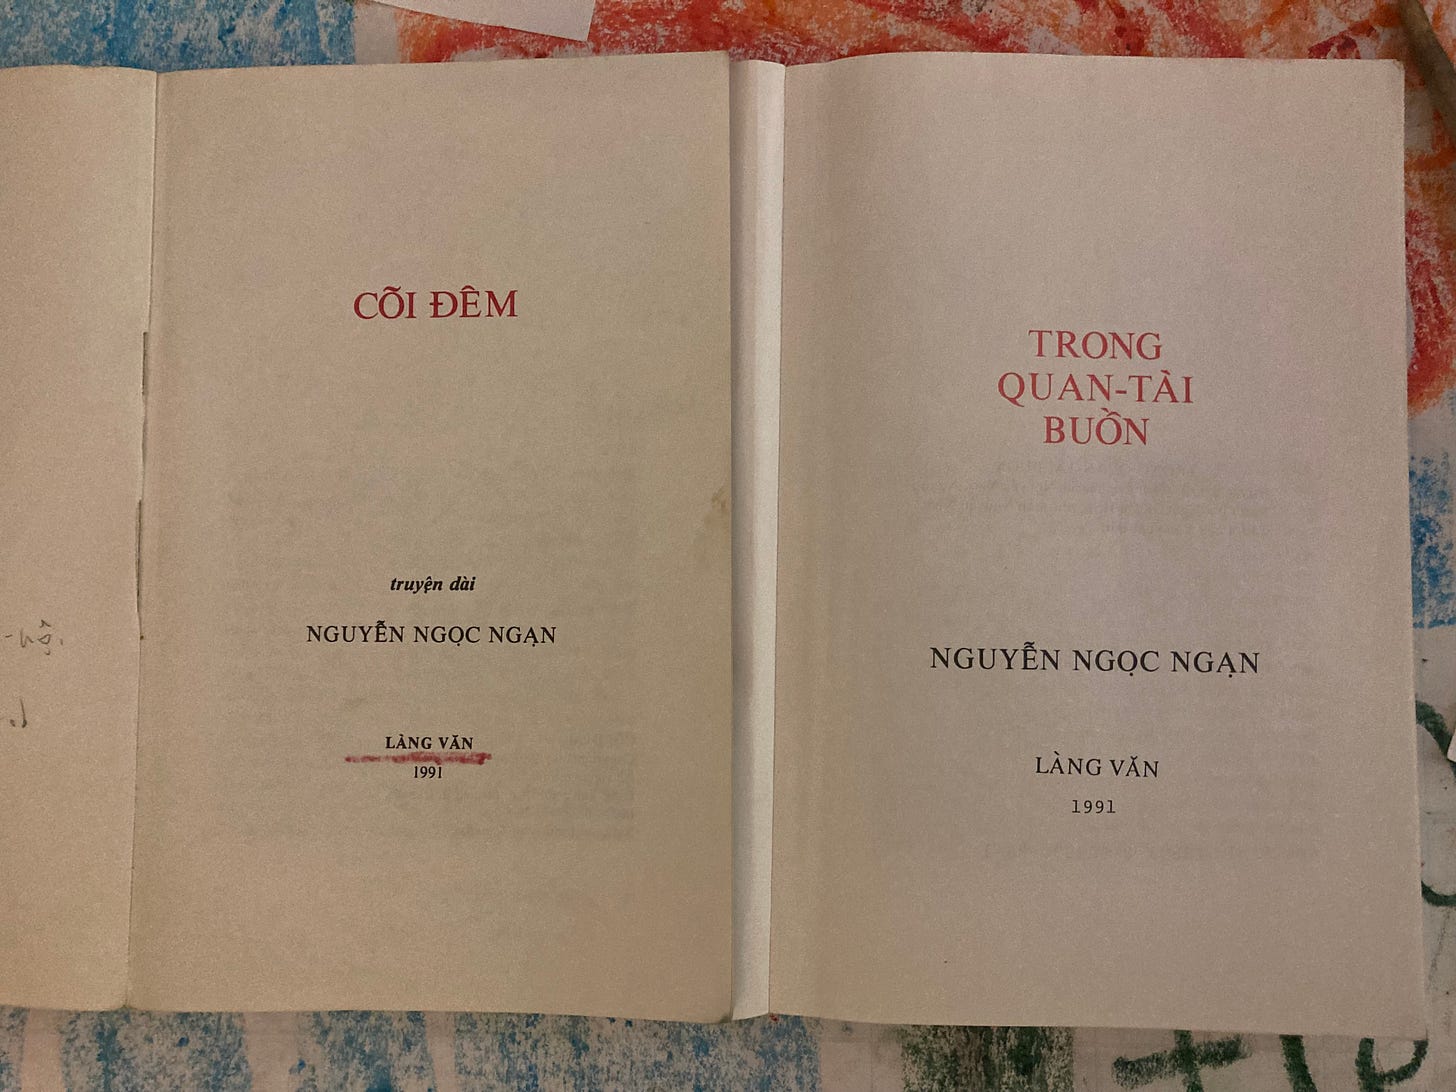 CÕI ĐÊM
truyện dài
NGUYỄN NGỌC NGẠN
LÀNG VĂN
1991
TRONG
QUAN-TÀI
BUỒN
NGUYỄN NGỌC NGẠN
LÀNG VĂN
1991